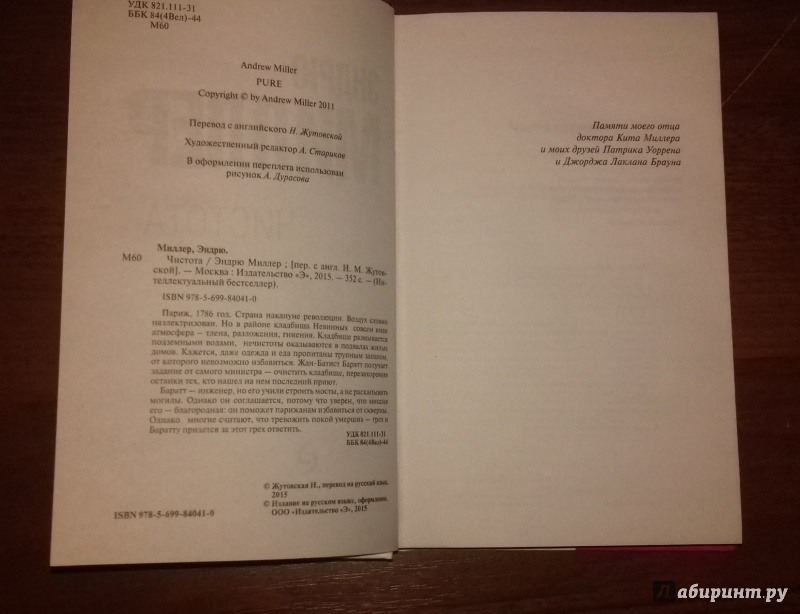 УДК 821.111-31
ББК 84(4Вел)-44
М60
Andrew Miller
PURE
Copyright © by Andrew Miller 2011
Перевод с английского Н. Жутовской
Художественный редактор А. Стариков
В оформлении переплета использован
рисунок А. Дурасова
Миллер, Эндрю.
М60 Чистота / Эндрю Миллер ; [пер. с англ. Н. М. Жутов-
ской]. — Москва : Издательство «Э», 2015. — 352 с. — (Ин-
теллектуальный бестселлер).
ISBN 978-5-699-84041-0
Париж, 1786 год. Страна накануне революции. Воздух словно
наэлектризован. Но в районе кладбища Невинных совсем иная
атмосфера — тлена, разложения, гниения. Кладбище размывается
подземными водами, нечистоты оказываются в подвалах жилых
домов. Кажется, даже одежда и еда пропитаны трупным запахом,
от которого невозможно избавиться. Жан-Батист Баратт получает
задание от самого министра — очистить кладбище, перезахоронив
останки тех, кто нашел на нем последний приют.
Баратт — инженер, но его учили строить мосты, а не раскапывать
могилы. Однако он соглашается, потому что уверен, что миссия
его — благородная: он поможет парижанам избавиться от скверны.
Однако многие считают, что тревожить покой умерших — грех и
Баратту придется за этот грех ответить.
УДК 821.111-31
ББК 84(4Вел)-44
© Жутовская Н., перевод на русский язык,
2015
© Издание на русском языке, оформление.
ООО «Издательство «Э», 2015
ISBN 978-5-699-84041-0
Памяти моего отца
доктора Кита Миллера
и моих друзей Патрика Уоррена
и Джорджа Лаклана Брауна
Лабиринт.ру